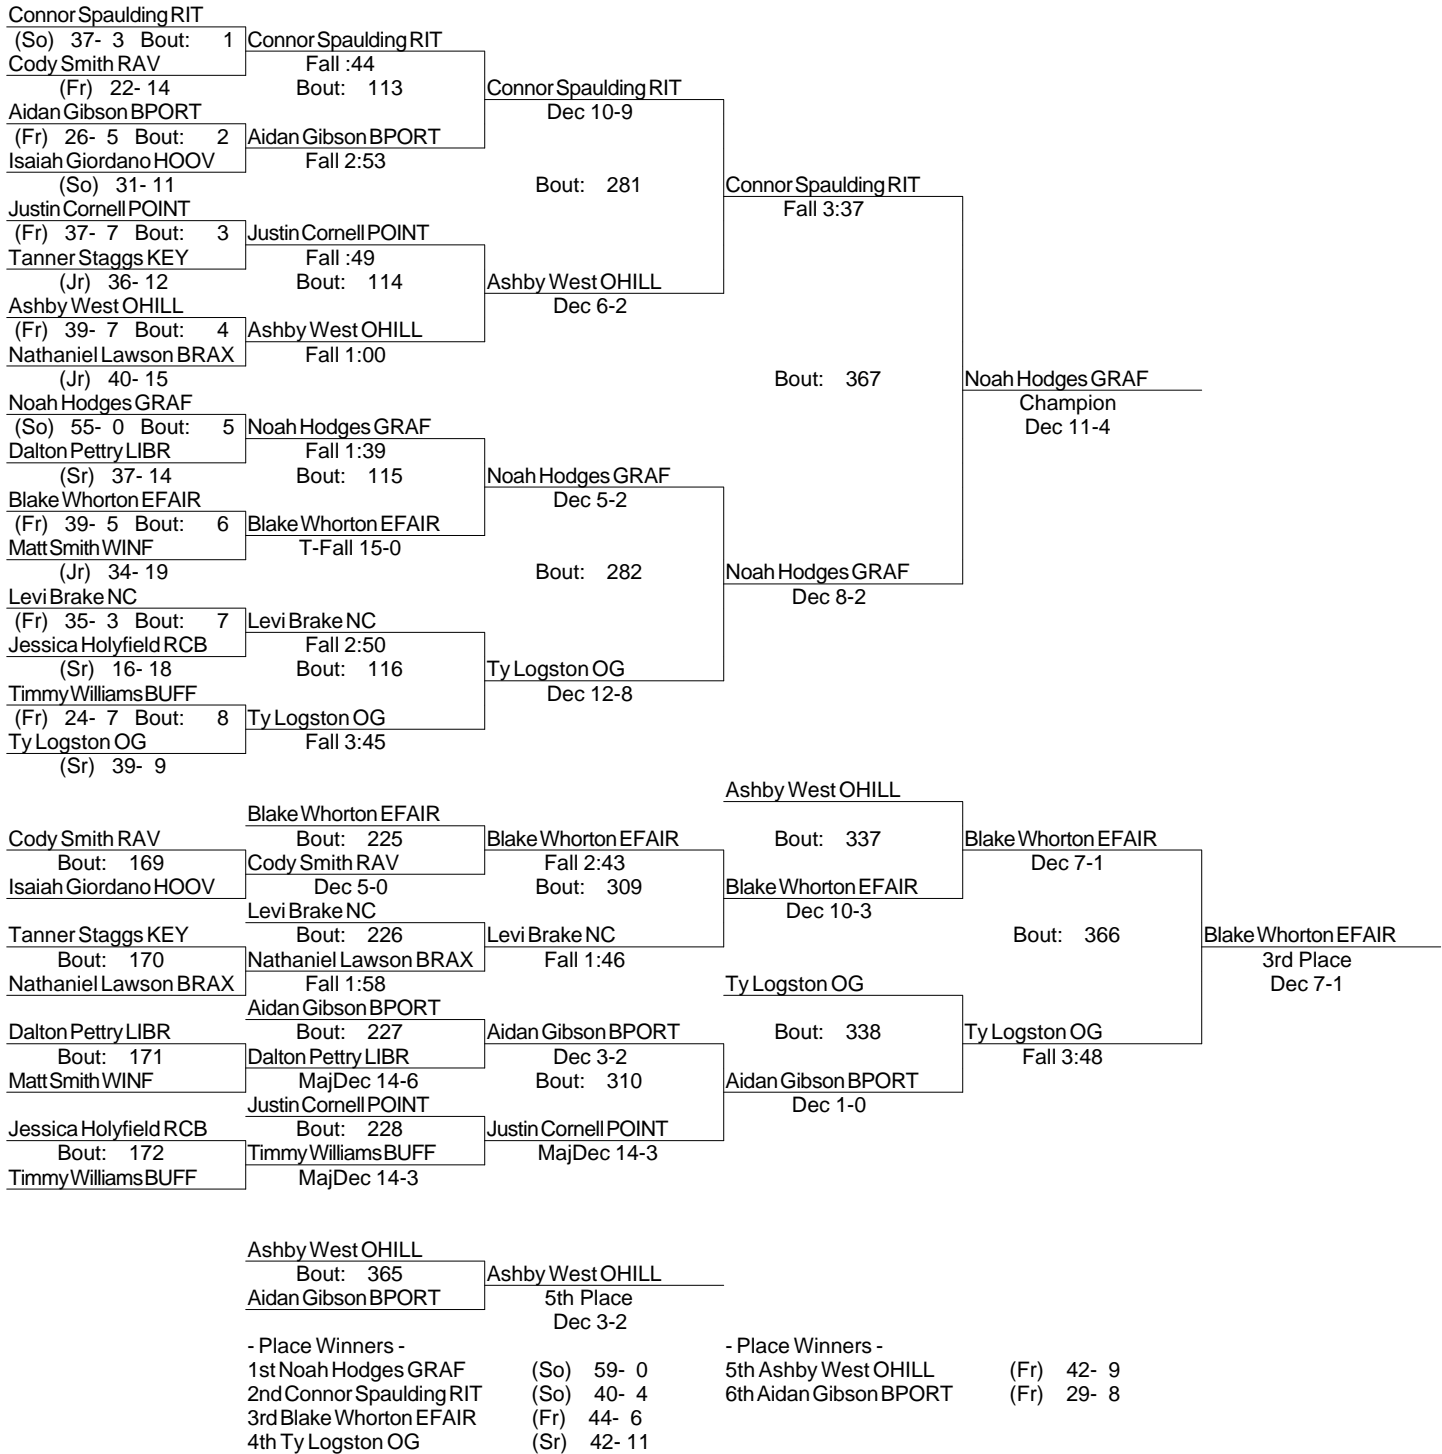 Connor Spaulding RIT
(So) 37- 3 Bout: 1 Connor Spaulding RIT
Cody Smith RAV Fall :44
(Fr) 22- 14 Bout: 113 Connor Spaulding RIT
Aidan Gibson BPORT Dec 10-9
(Fr) 26- 5 Bout: 2 Aidan Gibson BPORT
Isaiah Giordano HOOV Fall 2:53
(So) 31- 11 Bout: 281 Connor Spaulding RIT
Justin Cornell POINT Fall 3:37
(Fr) 37- 7 Bout: 3 Justin Cornell POINT
Tanner Staggs KEY Fall :49
(Jr) 36- 12 Bout: 114 Ashby West OHILL
Ashby West OHILL Dec 6-2
(Fr) 39- 7 Bout: 4 Ashby West OHILL
Nathaniel Lawson BRAX Fall 1:00
(Jr) 40- 15 Bout: 367 Noah Hodges GRAF
Noah Hodges GRAF Champion
(So) 55- 0 Bout: 5 Noah Hodges GRAF Dec 11-4
Dalton Pettry LIBR Fall 1:39
(Sr) 37- 14 Bout: 115 Noah Hodges GRAF
Blake Whorton EFAIR Dec 5-2
(Fr) 39- 5 Bout: 6 Blake Whorton EFAIR
Matt Smith WINF T-Fall 15-0
(Jr) 34- 19 Bout: 282 Noah Hodges GRAF
Levi Brake NC Dec 8-2
(Fr) 35- 3 Bout: 7 Levi Brake NC
Jessica Holyfield RCB Fall 2:50
(Sr) 16- 18 Bout: 116 Ty Logston OG
Timmy Williams BUFF Dec 12-8
(Fr) 24- 7 Bout: 8 Ty Logston OG
Ty Logston OG Fall 3:45
(Sr) 39- 9
Ashby West OHILL
Blake Whorton EFAIR
Cody Smith RAV Bout: 225 Blake Whorton EFAIR Bout: 337 Blake Whorton EFAIR
Bout: 169 Cody Smith RAV Fall 2:43 Dec 7-1
Isaiah Giordano HOOV Dec 5-0 Bout: 309 Blake Whorton EFAIR
Levi Brake NC Dec 10-3
Tanner Staggs KEY Bout: 226 Levi Brake NC Bout: 366 Blake Whorton EFAIR
Bout: 170 Nathaniel Lawson BRAX Fall 1:46 3rd Place
Nathaniel Lawson BRAX Fall 1:58 Ty Logston OG Dec 7-1
Aidan Gibson BPORT
Dalton Pettry LIBR Bout: 227 Aidan Gibson BPORT Bout: 338 Ty Logston OG
Bout: 171 Dalton Pettry LIBR Dec 3-2 Fall 3:48
Matt Smith WINF MajDec 14-6 Bout: 310 Aidan Gibson BPORT
Justin Cornell POINT Dec 1-0
Jessica Holyfield RCB Bout: 228 Justin Cornell POINT
Bout: 172 Timmy Williams BUFF MajDec 14-3
Timmy Williams BUFF MajDec 14-3
Ashby West OHILL
Bout: 365 Ashby West OHILL
Aidan Gibson BPORT 5th Place
Dec 3-2
- Place Winners - - Place Winners -
1st Noah Hodges GRAF (So) 59- 0 5th Ashby West OHILL (Fr) 42- 9
2nd Connor Spaulding RIT (So) 40- 4 6th Aidan Gibson BPORT (Fr) 29- 8
3rd Blake Whorton EFAIR (Fr) 44- 6
4th Ty Logston OG (Sr) 42- 11